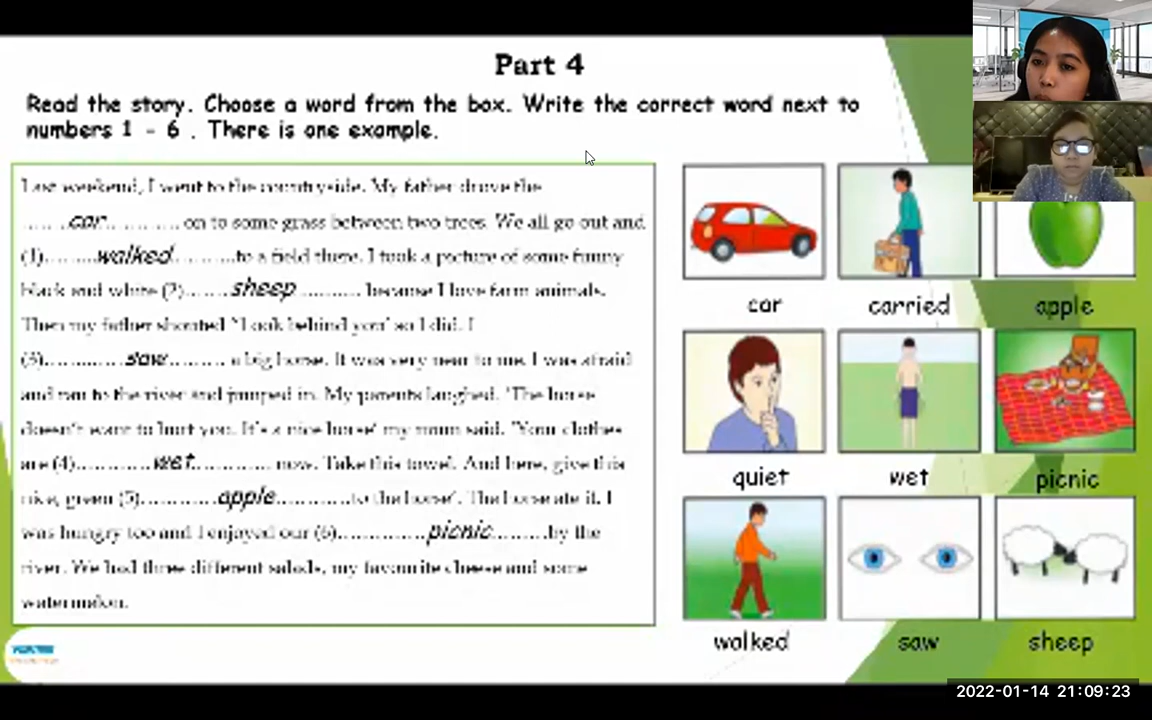 Part 4
Read the story. Choose a word from the box. Write the correct word next to
numbers 1 - 6 . There is one example.
Last weekend, I went to the countryside. My father drove the
.......car.............. on to some grass between two trees. We all go out and
(1).........walked...........to a field there. I took a picture of some funny
black and white (2).......sheep........... because I love farm animals.
Then my father shouted 'Look behind you' so I did. I
(3).............saw......... a big horse. It was very near to me. I was afraid
and ran to the river and jumped in. My parents laughed. 'The horse
doesn't want to hurt you. It's a nice horse' my mum said. 'Your clothes
are (4).............wet............. now. Take this towel. And here, give this
nice, green (5).............apple.............to the horse'. The horse ate it. I
was hungry too and I enjoyed our (6)...............picnic.........by the
river. We had three different salads, my favourite cheese and some
watermelon.
car
carried
apple
quiet
wet
picnic
walked
saw
sheep
2022-01-14 21:09:23